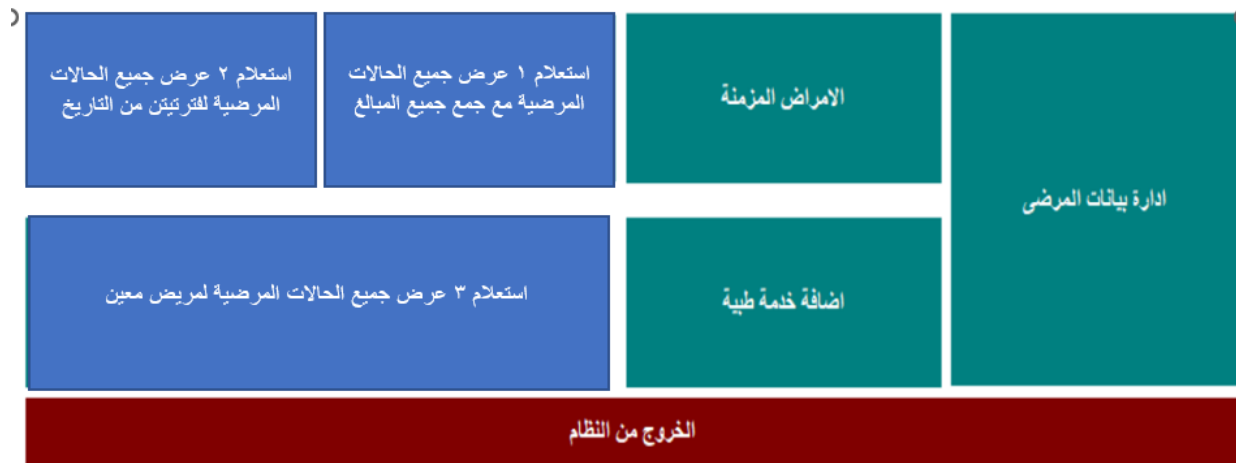 ادارة بيانات المرضى
الامراض المزمنة
استعلام ١ عرض جميع الحالات
المرضية مع جمع جميع المبالغ
استعلام ٢ عرض جميع الحالات
المرضية لفترتيتن من التاريخ
اضافة خدمة طبية
استعلام ٣ عرض جميع الحالات المرضية لمريض معين
الخروج من النظام